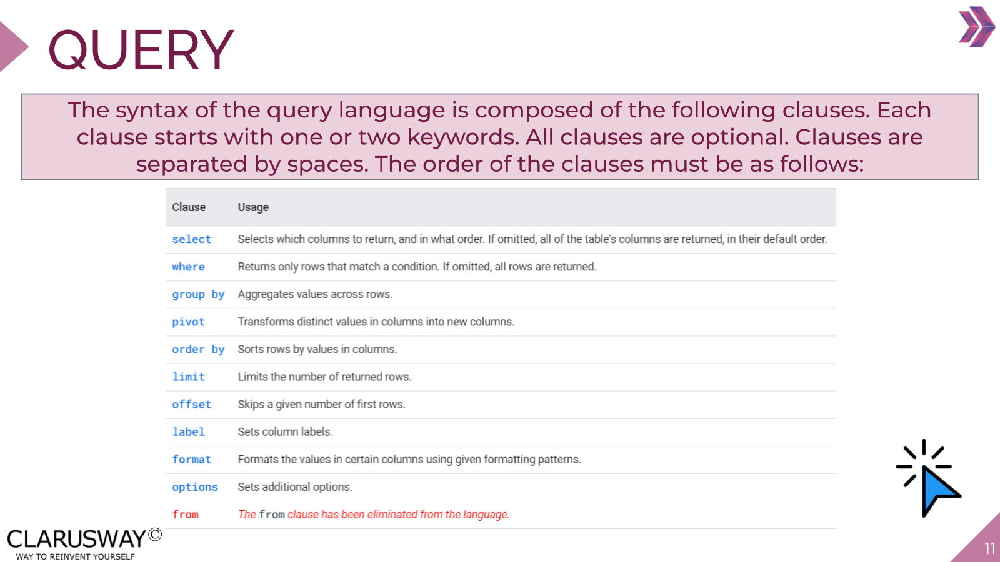 QUERY
The syntax of the query language is composed of the following clauses. Each
clause starts with one or two keywords. All clauses are optional. Clauses are
separated by spaces. The order of the clauses must be as follows:
Clause Usage
select Selects which columns to return, and in what order. If omitted, all of the table's columns are returned, in their default order.
where Returns only rows that match a condition. If omitted, all rows are returned.
group by Aggregates values across rows.
pivot Transforms distinct values in columns into new columns.
order by Sorts rows by values in columns.
limit Limits the number of returned rows.
offset Skips a given number of first rows.
label Sets column labels.
format Formats the values in certain columns using given formatting patterns.
options Sets additional options.
from The from clause has been eliminated from the language.
CLARUSWAY©
WAY TO REINVENT YOURSELF
11